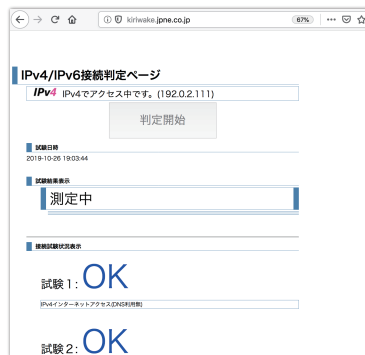 kiriwake.jpne.co.jp
67%
IPv4/IPv6接続判定ページ
IPv4 IPv4でアクセス中です。(192.0.2.111)
判定開始
試験日時
2019-10-26 19:03:44
試験結果表示
測定中
接続試験状況表示
試験1: OK
IPv4インターネットアクセス(DNS利用無)
試験2: OK